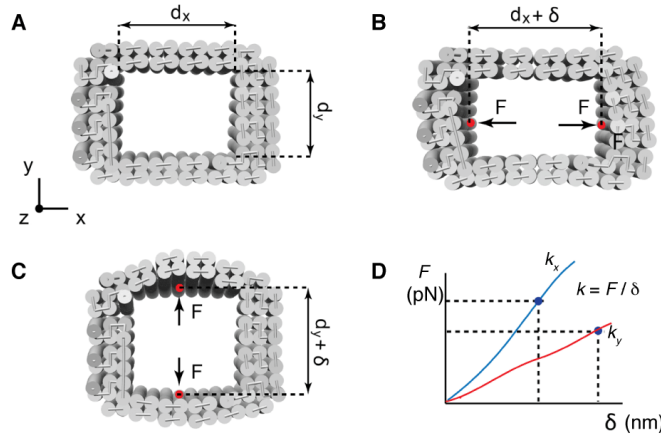 A
dx
dy
y
z
x
B
dx + δ
F
F
F
C
F
F
dy + δ
D
F
(pN)
kx
k = F / δ
ky
δ (nm)